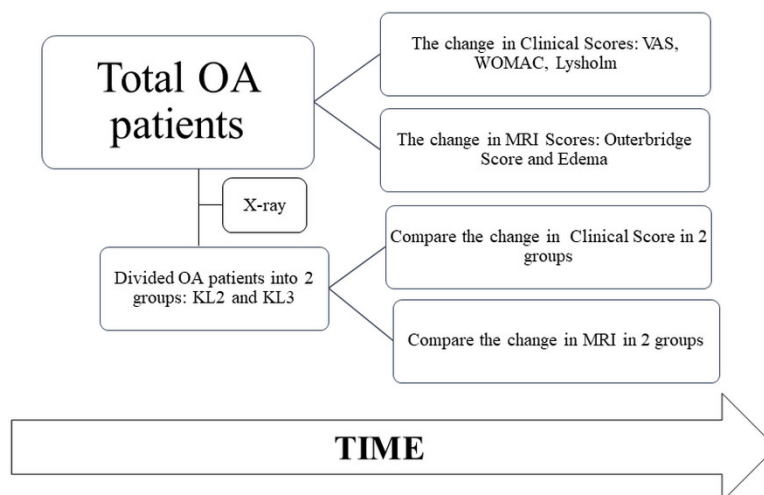 Total OA
patients
The change in Clinical Scores: VAS,
WOMAC, Lysholm
The change in MRI Scores: Outerbridge
Score and Edema
X-ray
Divided OA patients into 2
groups: KL2 and KL3
Compare the change in Clinical Score in 2
groups
Compare the change in MRI in 2 groups
TIME